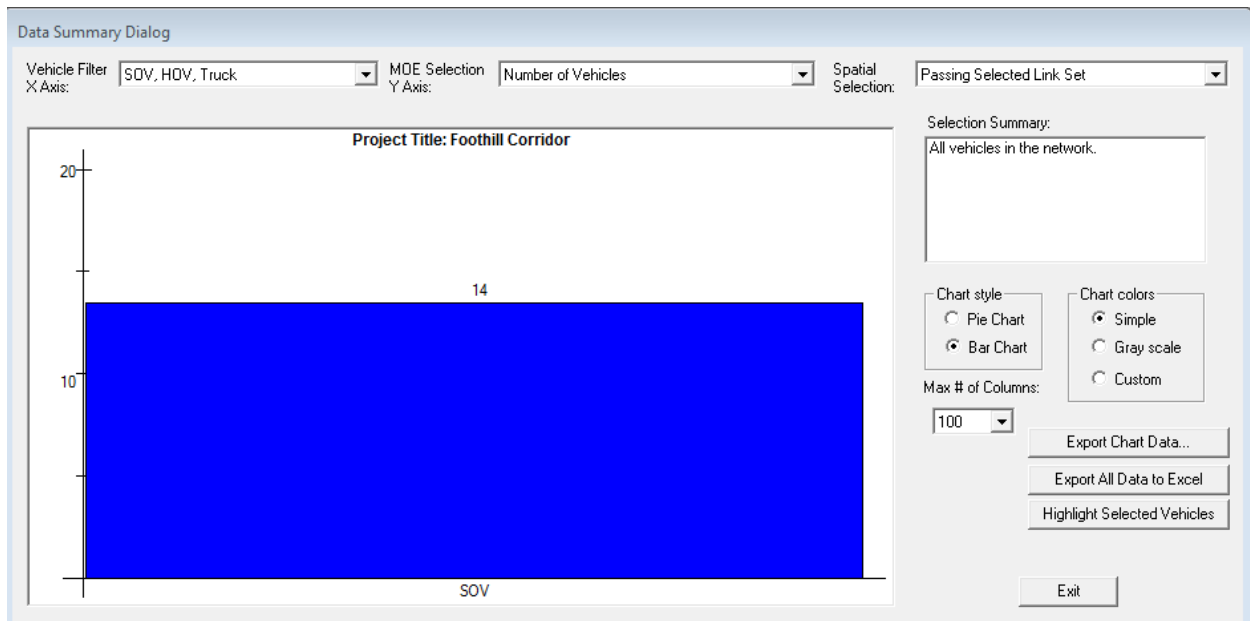 Data Summary Dialog
Vehicle Filter
X Axis:
SOV, HOV, Truck
MOE Selection
Y Axis:
Number of Vehicles
Spatial
Selection:
Passing Selected Link Set
Project Title: Foothill Corridor
20
14
10
SOV
Selection Summary:
All vehicles in the network.
Chart style
Pie Chart
Bar Chart
Chart colors
Simple
Gray scale
Custom
Max # of Columns:
100
Export Chart Data...
Export All Data to Excel
Highlight Selected Vehicles
Exit